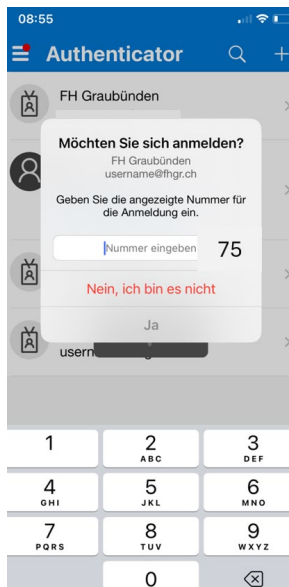 08:55
Authenticator
FH Graubünden
Möchten Sie sich anmelden?
FH Graubünden
username@fhgr.ch
Geben Sie die angezeigte Nummer für
die Anmeldung ein.
Nummer eingeben
75
Nein, ich bin es nicht
Ja
usern
1
2
ABC
3
DEF
4
GHI
5
JKL
6
MNO
7
PQRS
8
TUV
9
WXYZ
0